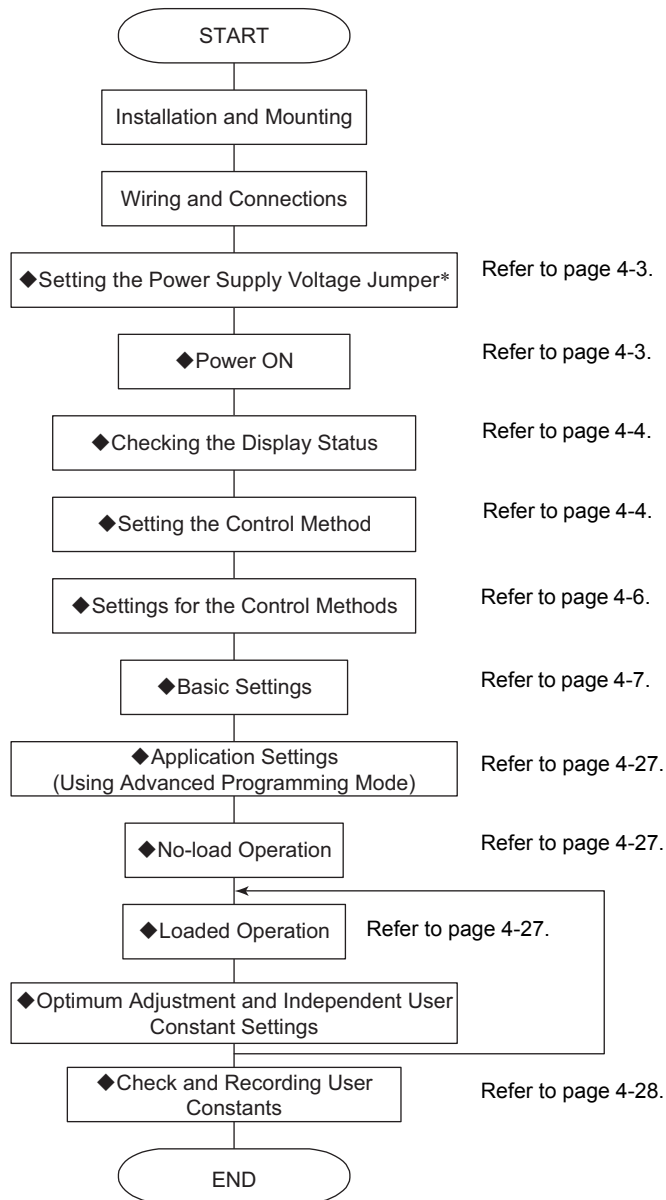 START
Installation and Mounting
Wiring and Connections
◆Setting the Power Supply Voltage Jumper*
Refer to page 4-3.
◆Power ON
Refer to page 4-3.
◆Checking the Display Status
Refer to page 4-4.
◆Setting the Control Method
Refer to page 4-4.
◆Settings for the Control Methods
Refer to page 4-6.
◆Basic Settings
Refer to page 4-7.
◆Application Settings
(Using Advanced Programming Mode)
Refer to page 4-27.
◆No-load Operation
Refer to page 4-27.
◆Loaded Operation
Refer to page 4-27.
◆Optimum Adjustment and Independent User
Constant Settings
◆Check and Recording User
Constants
Refer to page 4-28.
END